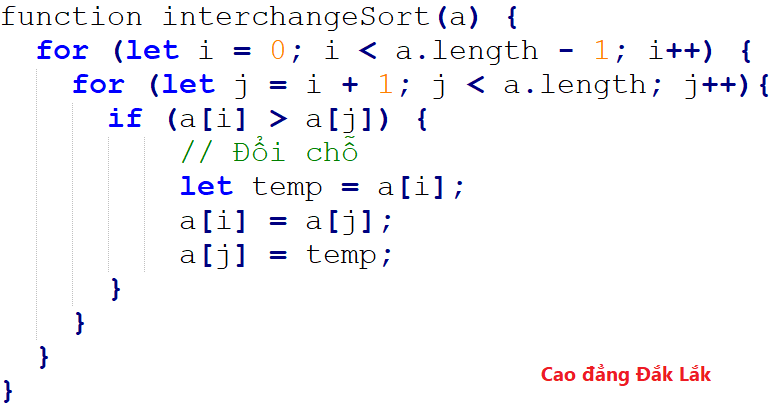 function interchangeSort(a) {
for (let i = 0; i < a.length - 1; i++) {
for (let j = i + 1; j < a.length; j++){
if (a[i] > a[j]) {
// Đổi chỗ
let temp = a[i];
a[i] = a[j];
a[j] = temp;
}
}
}
}
Cao đẳng Đắk Lắk